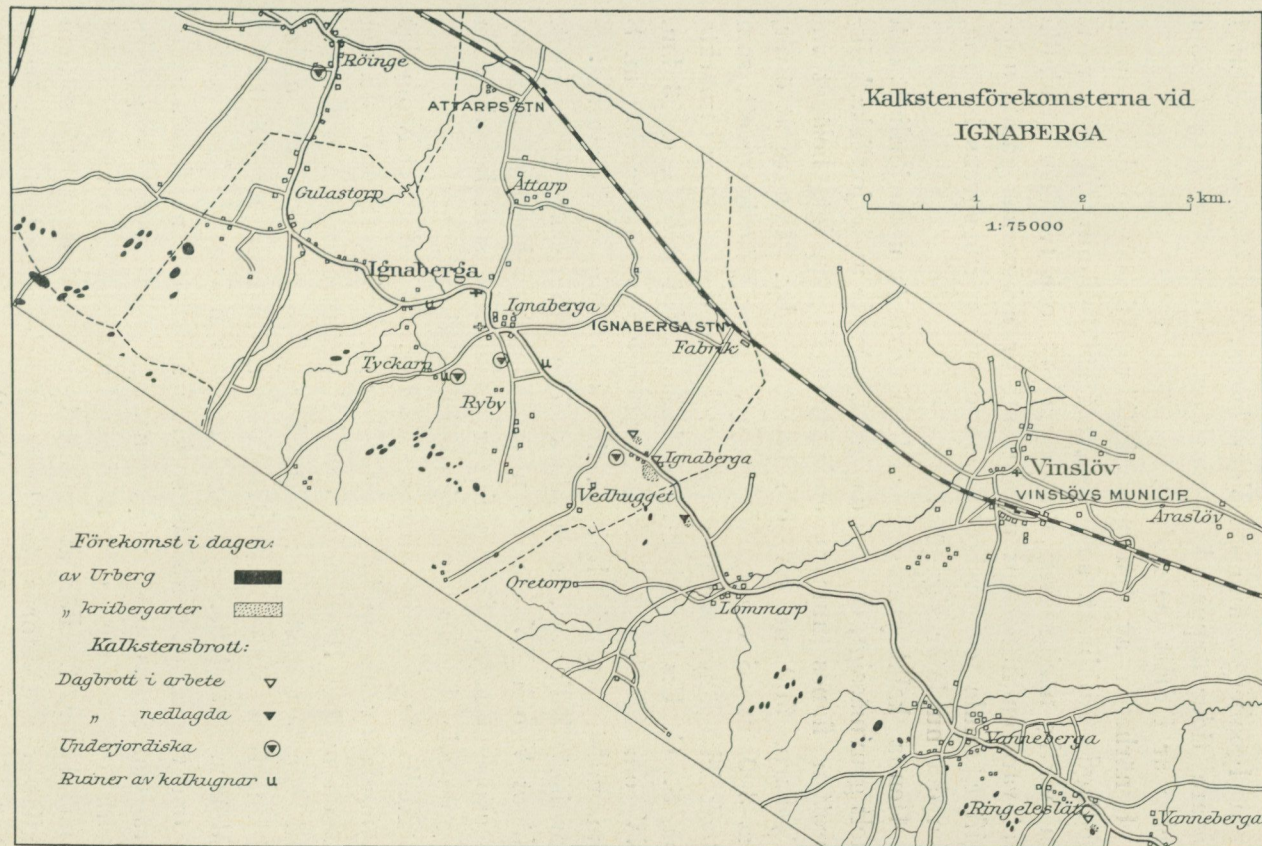 Kalkstensförekomsterna vid
IGNABERGA
0 1 2 3 km.
1:75000
Röinge
ATTARPS STN
Gulastorp
Attarp
Ignaberga
u
Ignaberga
IGNABERGA STN
Fabrik
Tyckarp
u
u
Ryby
Ignaberga
Vedhugget
Vinslöv
VINSLÖVS MUNICIP.
Araslöv
Oretorp
Lommarp
Vanneberga
Ringeleslätt
Vanneberga
Förekomst i dagen:
av Urberg
„ kritbergarter
Kalkstensbrott:
Dagbrott i arbete
„ nedlagda
Underjordiska
Ruiner av kalkugnar u